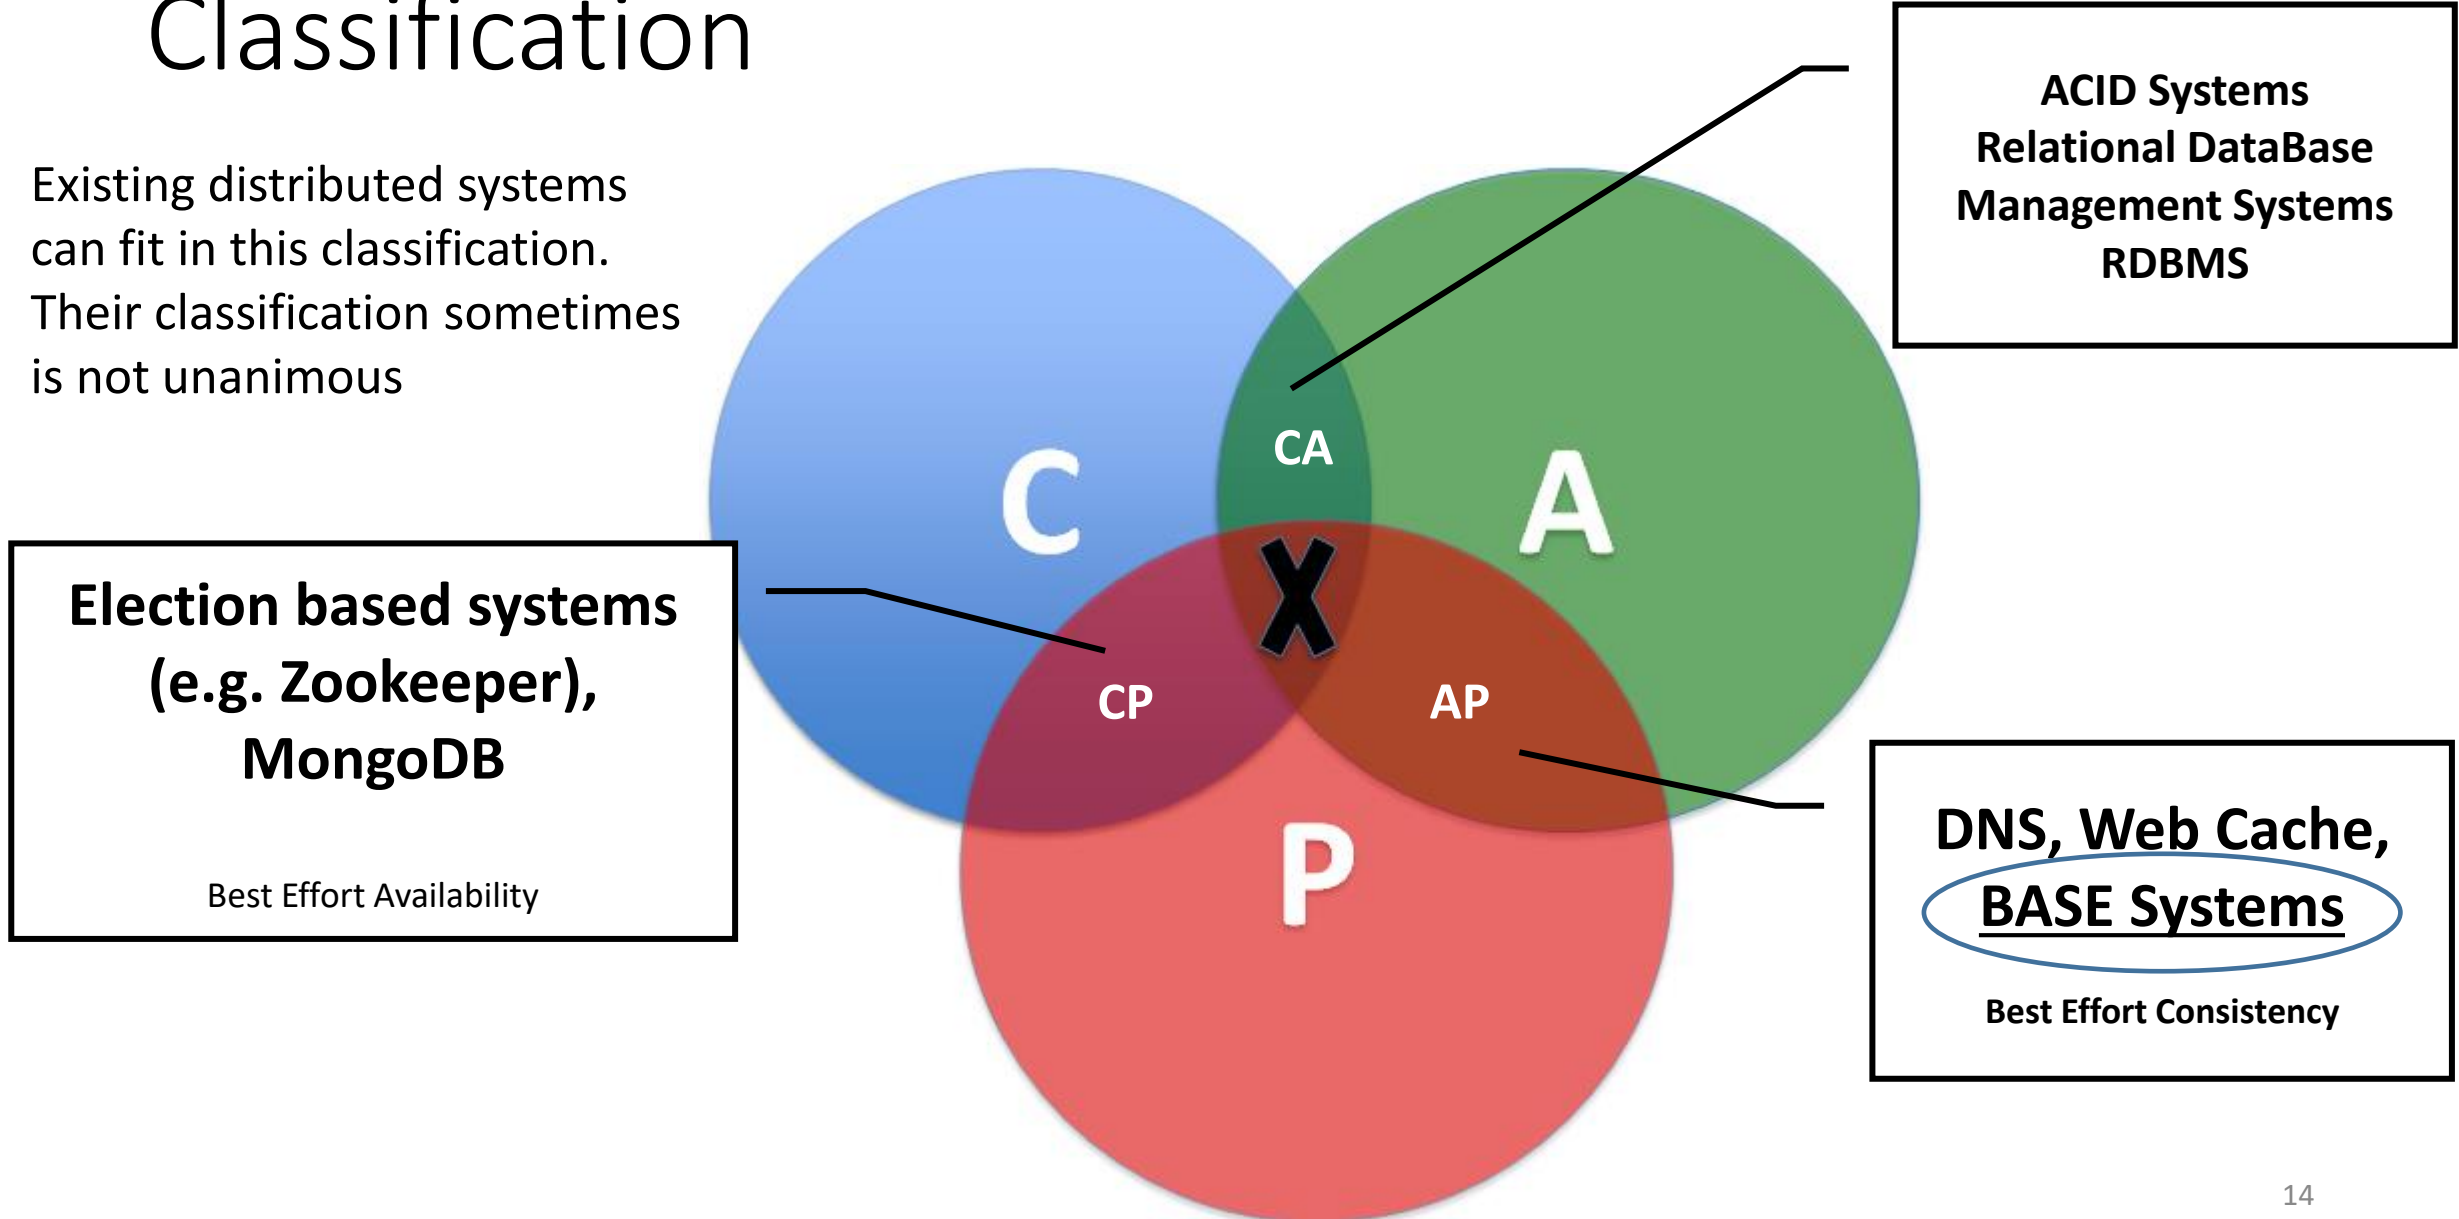 Classification
Existing distributed systems
can fit in this classification.
Their classification sometimes
is not unanimous
ACID Systems
Relational DataBase
Management Systems
RDBMS
C
CA
A
X
CP
AP
P
Election based systems
(e.g. Zookeeper),
MongoDB
Best Effort Availability
DNS, Web Cache,
BASE Systems
Best Effort Consistency
14